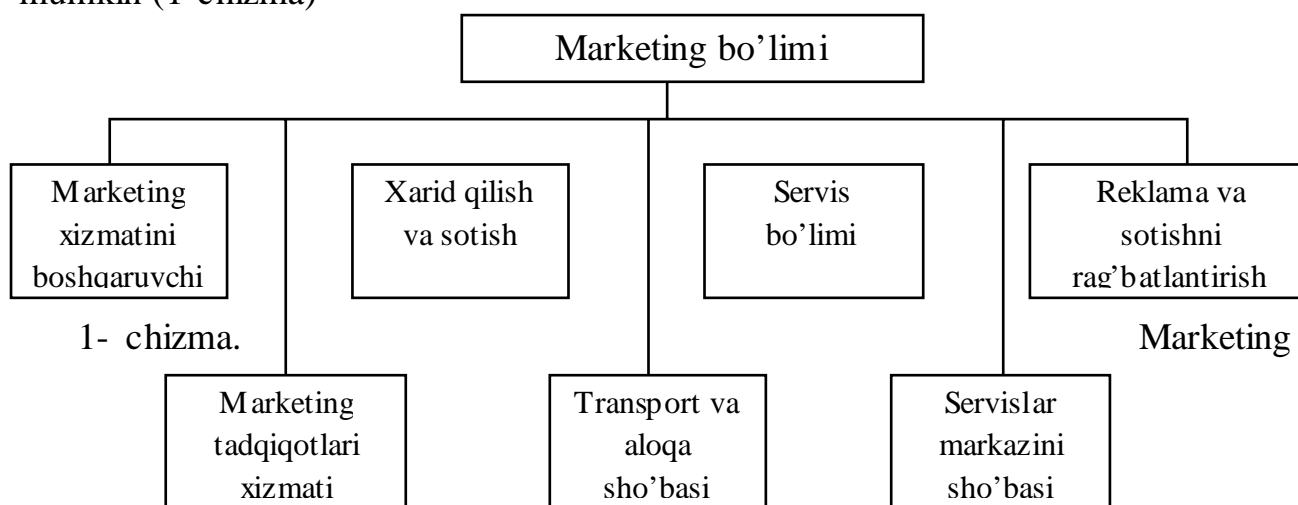 mumkin (1-chizma)
Marketing bo’limi
Marketing
xizmatini
boshqaruvchi
Xarid qilish
va sotish
Servis
bo’limi
Reklama va
sotishni
rag’batlantirish
1- chizma.
Marketing
Marketing
tadqiqotlari
xizmati
Transport va
aloqa
sho’basi
Servislar
markazini
sho’basi